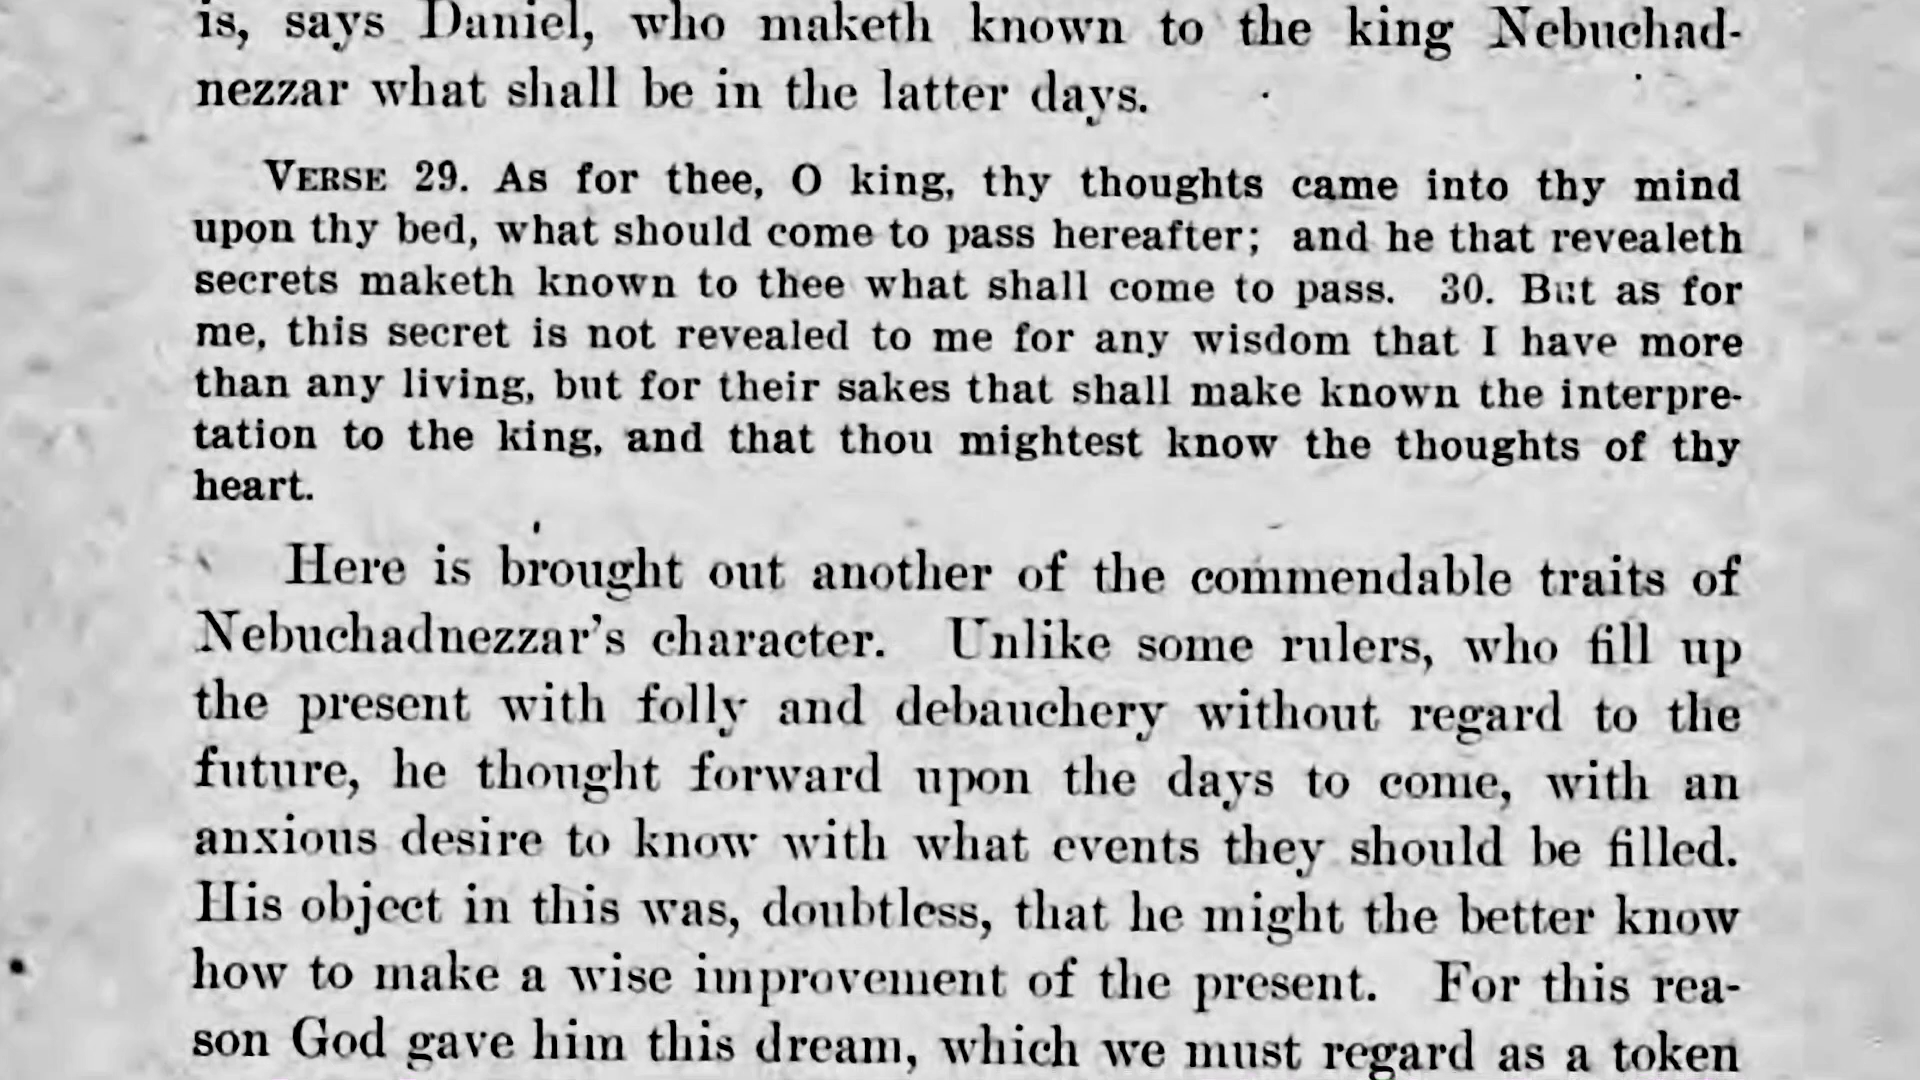 is, says Daniel, who maketh known to the king Nebuchad-
nezzar what shall be in the latter days.
VERSE 29. As for thee, O king, thy thoughts came into thy mind
upon thy bed, what should come to pass hereafter; and he that revealeth
secrets maketh known to thee what shall come to pass. 30. But as for
me, this secret is not revealed to me for any wisdom that I have more
than any living, but for their sakes that shall make known the interpre-
tation to the king, and that thou mightest know the thoughts of thy
heart.
Here is brought out another of the commendable traits of
Nebuchadnezzar's character. Unlike some rulers, who fill up
the present with folly and debauchery without regard to the
future, he thought forward upon the days to come, with an
anxious desire to know with what events they should be filled.
His object in this was, doubtless, that he might the better know
how to make a wise improvement of the present. For this rea-
son God gave him this dream, which we must regard as a token